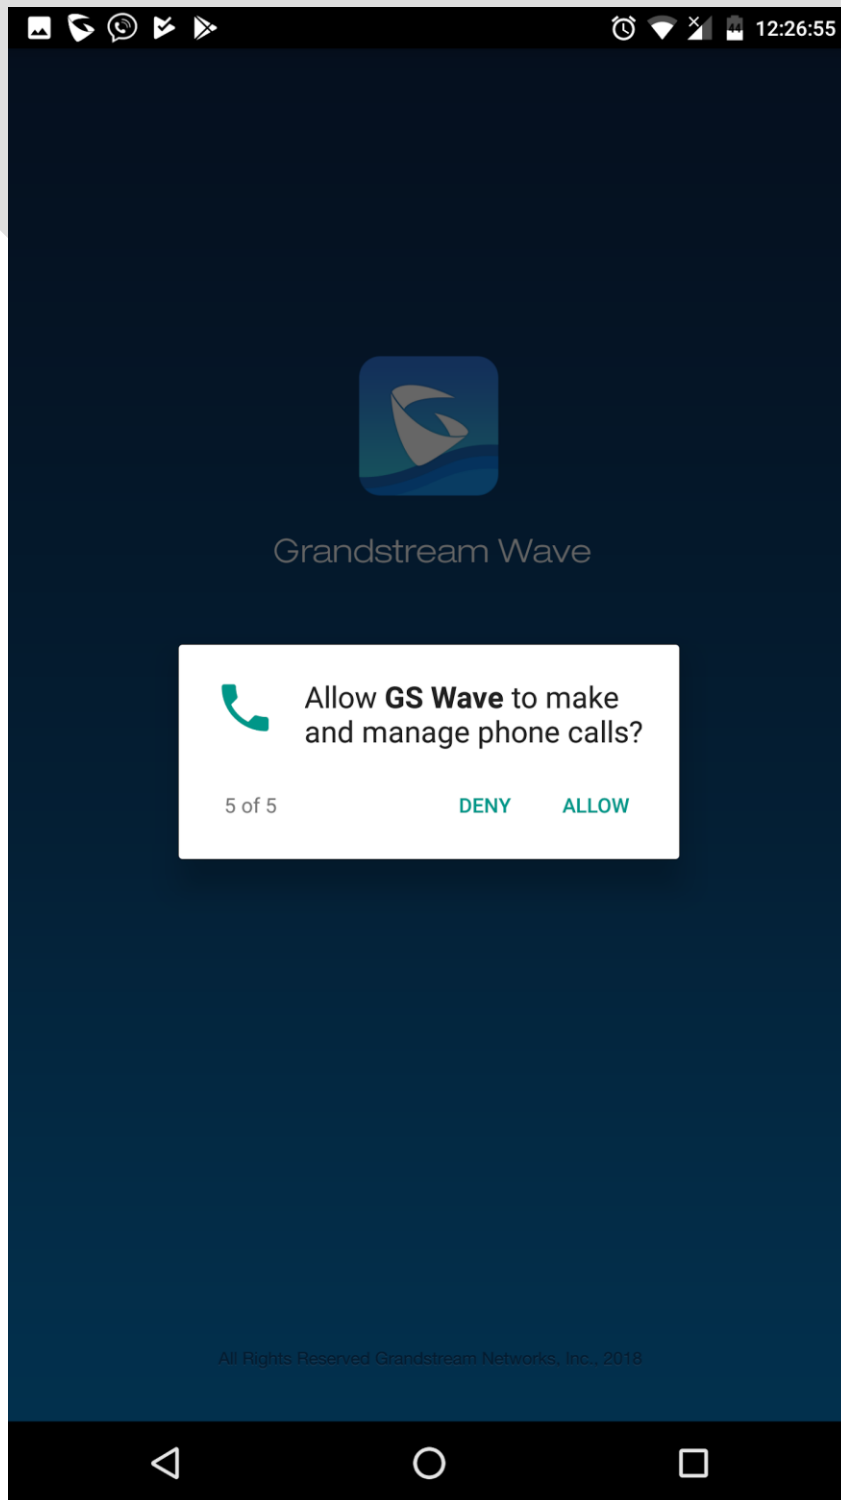 44 12:26:55
Grandstream Wave
Allow GS Wave to make
and manage phone calls?
5 of 5 DENY ALLOW
All Rights Reserved Grandstream Networks, Inc., 2018